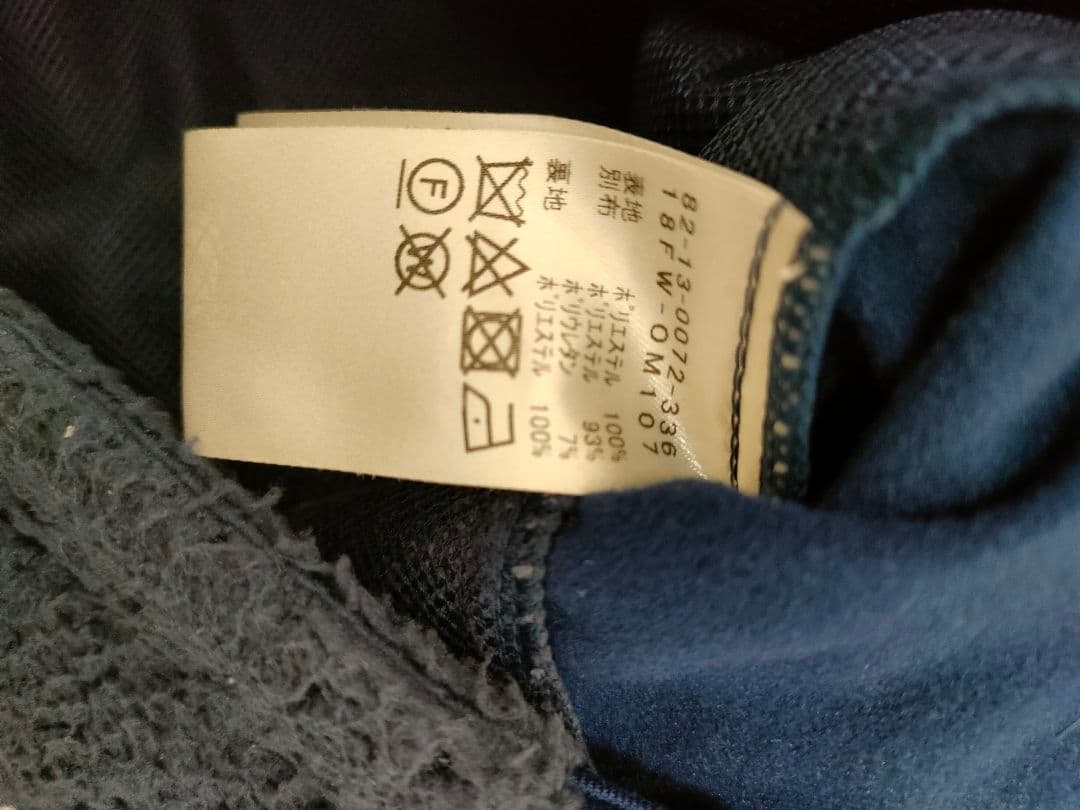 82-13-0072-336
18FW-OM107
表地 ポリエステル 100%
別布 ポリエステル 93%
ポリウレタン 7%
裏地 ポリエステル 100%
F
W